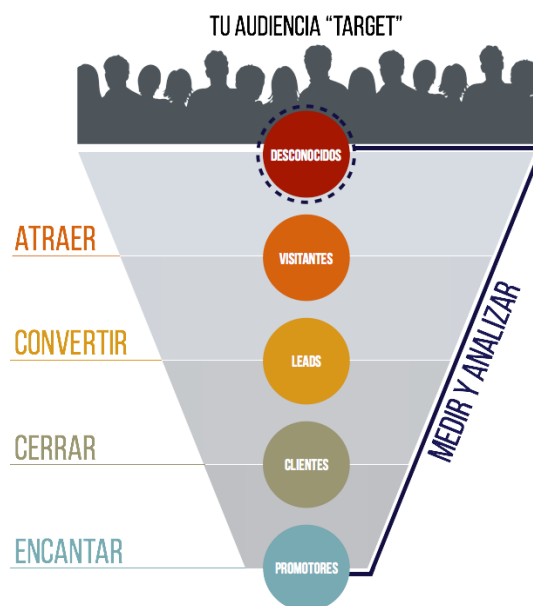 TU AUDIENCIA “TARGET”
DESCONOCIDOS
ATRAER
VISITANTES
CONVERTIR
LEADS
CERRAR
CLIENTES
ENCANTAR
PROMOTORES
MEDIR Y ANALIZAR